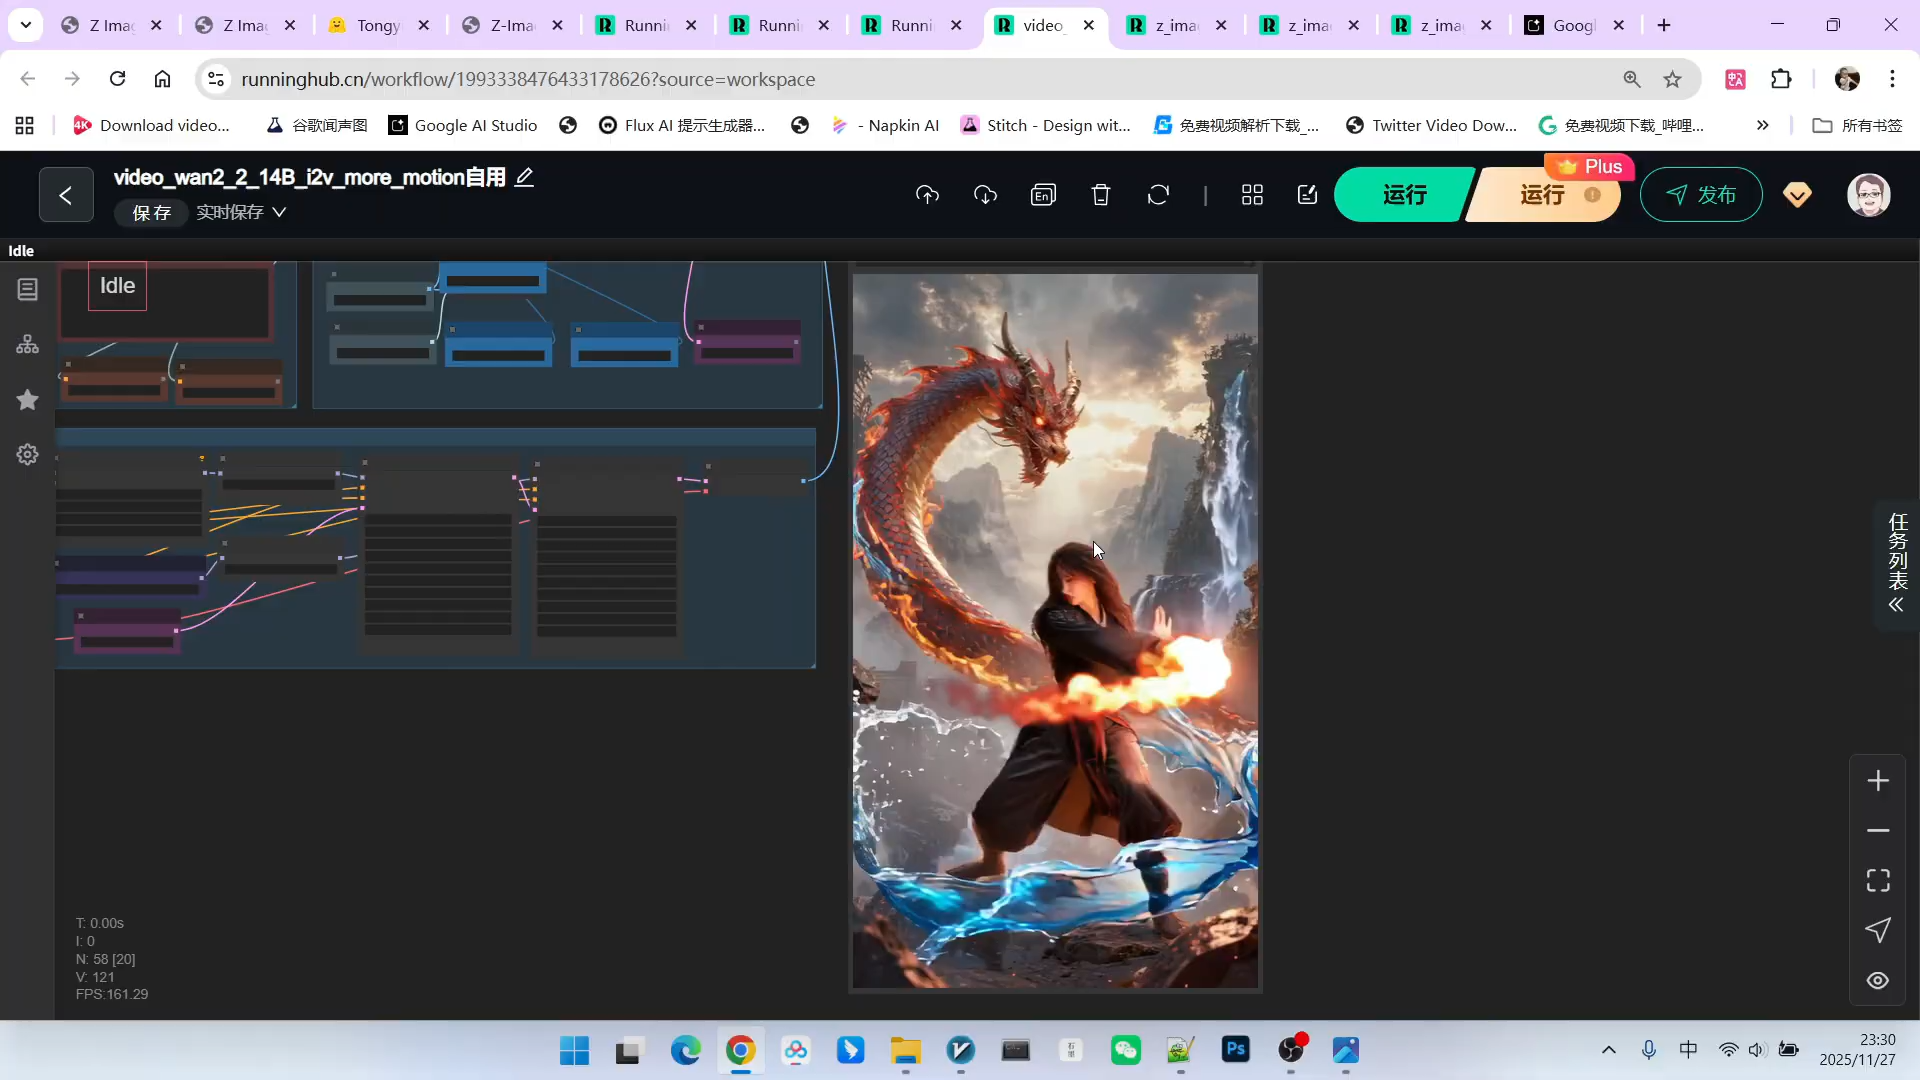 Z Imag
Z Imag
Tongy
Z-Ima
Runni
Runni
Runni
video_
z_ima
z_ima
z_ima
Googl
runninghub.cn/workflow/1993338476433178626?source=workspace
Download video...
谷歌闻声图
Google AI Studio
Flux AI 提示生成器...
- Napkin AI
Stitch - Design wit...
免费视频解析下载_...
Twitter Video Dow...
免费视频下载_哔哩...
所有书签
video_wan2_2_14B_i2v_more_motion自用
保存
实时保存
En
运行
运行
Plus
发布
Idle
Idle
任务列表
T: 0.00s
I: 0
N: 58 [20]
V: 121
FPS:161.29
Ps
中
23:30
2025/11/27